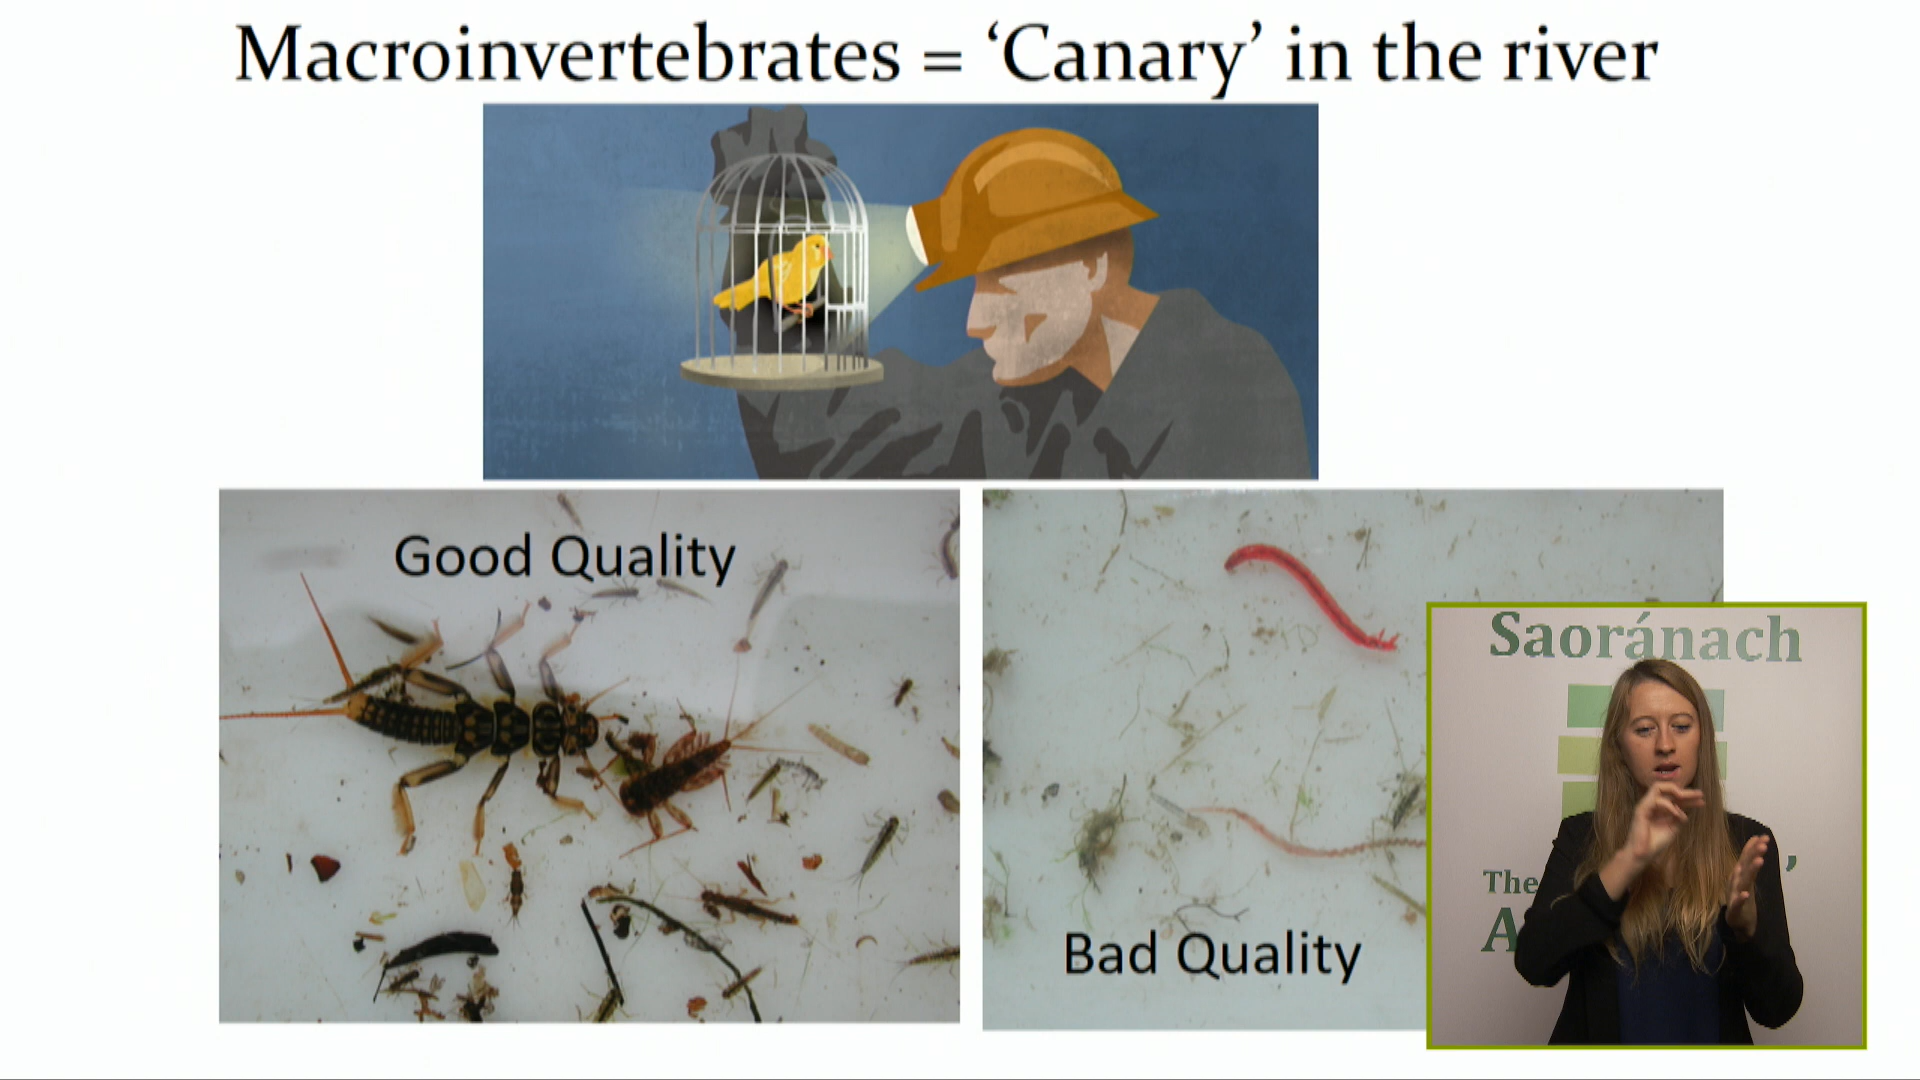 Macroinvertebrates = ‘Canary’ in the river
Good Quality
Bad Quality
Saoránach
The
A